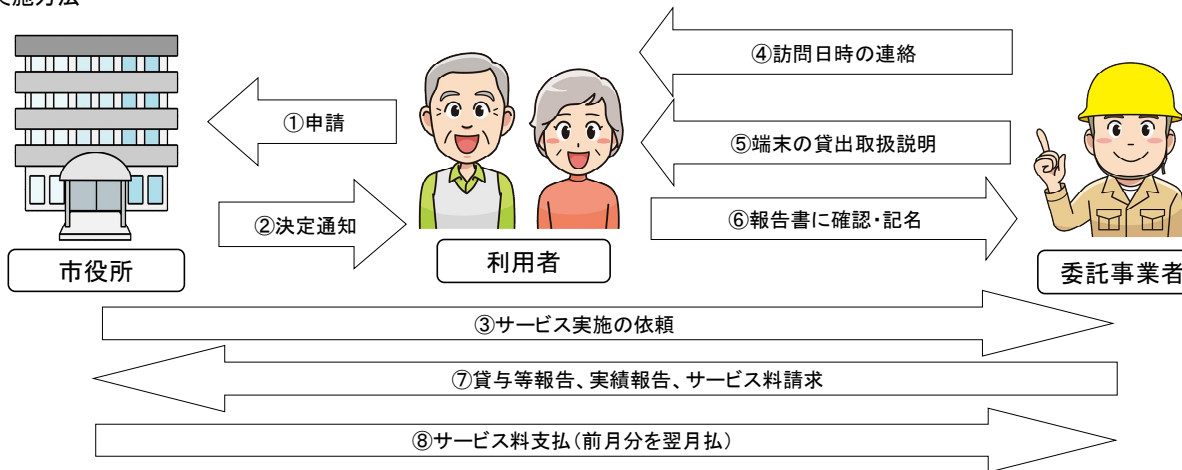 ④訪問日時の連絡
①申請
⑤端末の貸出取扱説明
②決定通知
⑥報告書に確認・記名
市役所
利用者
委託事業者
③サービス実施の依頼
⑦貸与等報告、実績報告、サービス料請求
⑧サービス料支払(前月分を翌月払)